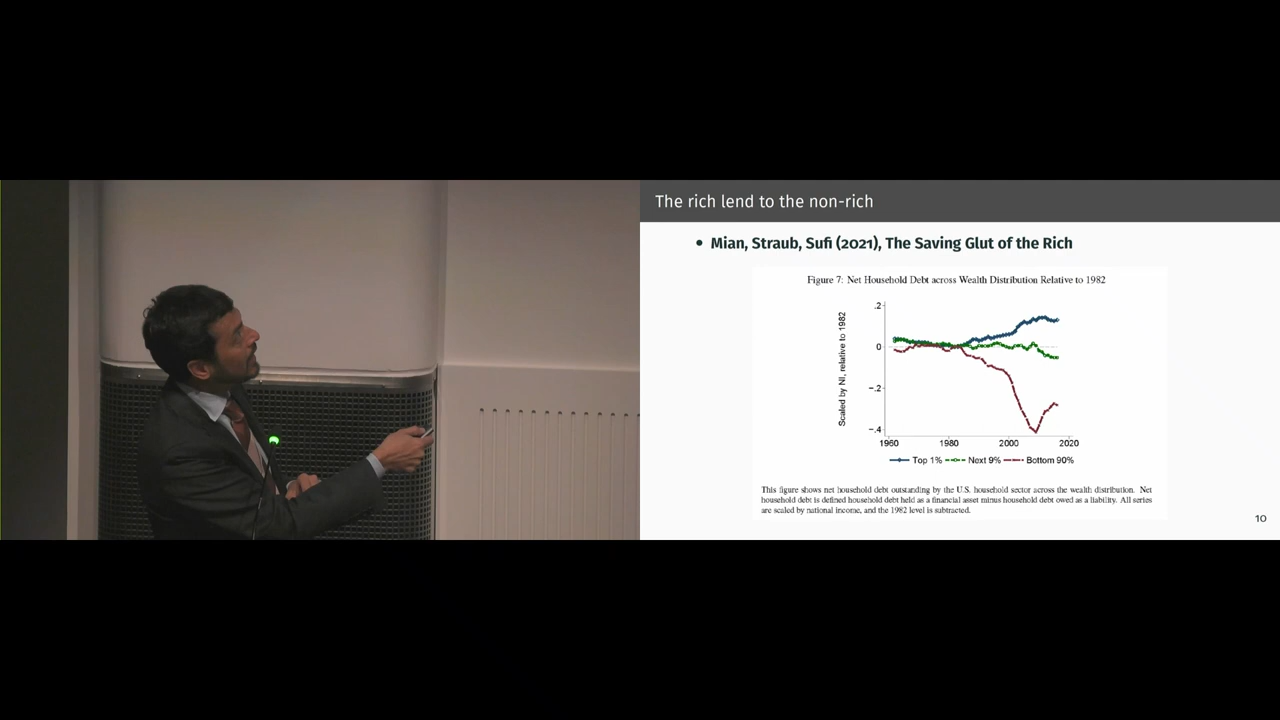 The rich lend to the non-rich
• Mian, Straub, Sufi (2021), The Saving Glut of the Rich
Figure 7: Net Household Debt across Wealth Distribution Relative to 1982
Scaled by NI, relative to 1982
.2
0
-.2
-.4
1960 1980 2000 2020
Top 1% Next 9% Bottom 90%
This figure shows net household debt outstanding by the U.S. household sector across the wealth distribution. Net
household debt is defined household debt held as a financial asset minus household debt owed as a liability. All series
are scaled by national income, and the 1982 level is subtracted.
10